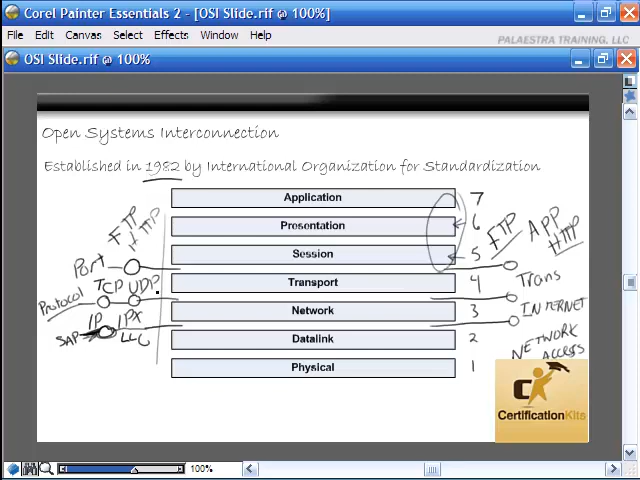 Corel Painter Essentials 2 - [OSI Slide.rif @ 100%]
File Edit Canvas Select Effects Window Help
PALAESTRA TRAINING, LLC
OSI Slide.rif @ 100%
Open Systems Interconnection
Established in 1982 by International Organization for Standardization
Application 7
Presentation 6
Session 5
Transport 4
Network 3
Datalink 2
Physical 1
FTP HTTP
Port
TCP UDP
Protocol
IP IPX
SAP LLC
FTP APP
HTTP
Trans
INTERNET
NETWORK
ACCESS
CertificationKits
100%